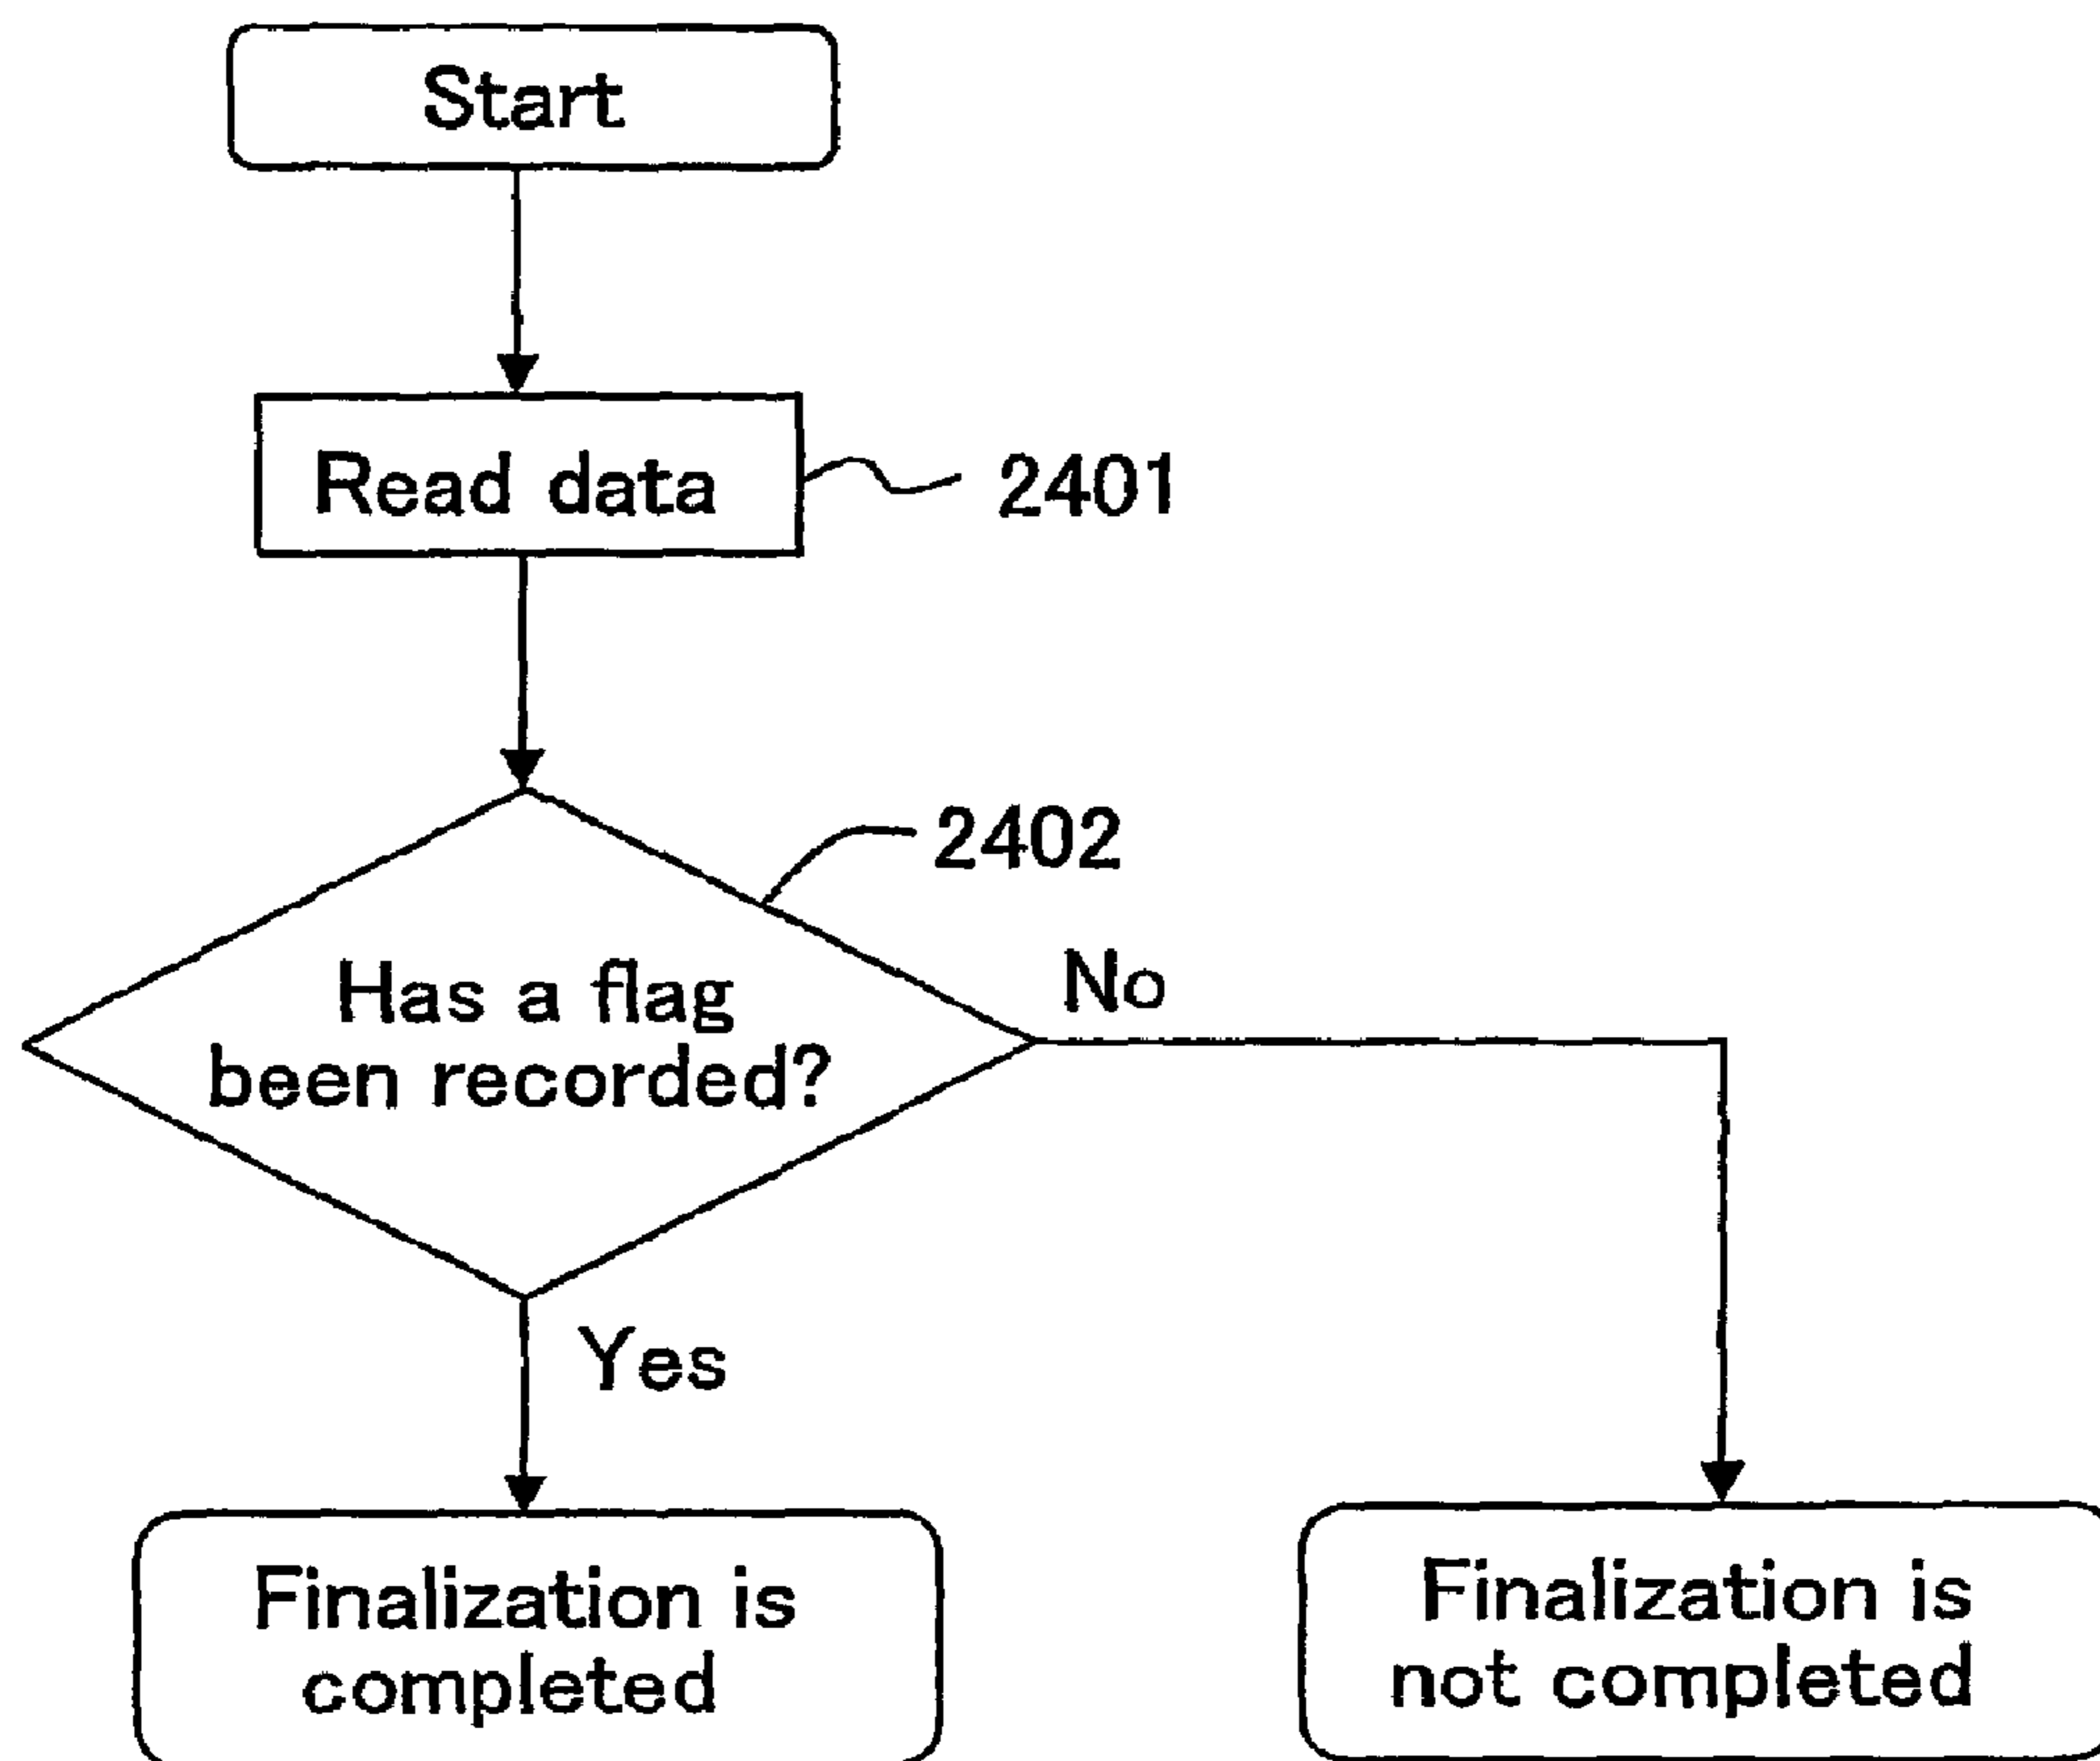 Start
Read data
2401
2402
Has a flag
been recorded?
No
Yes
Finalization is
completed
Finalization is
not completed